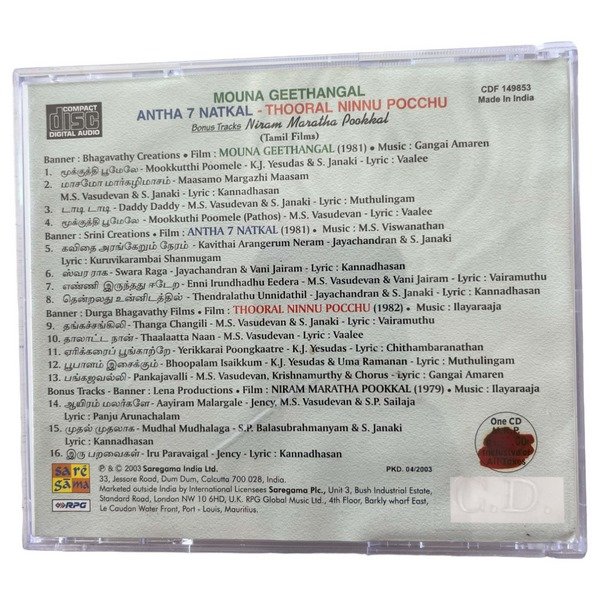 MOUNA GEETHANGAL
ANTHA 7 NATKAL - THOORAL NINNU POCCHU
Bonus Tracks Niram Maratha Pookkal
(Tamil Films)
CDF 149853
Made In India
COMPACT
disc
DIGITAL AUDIO
Banner : Bhagavathy Creations • Film : MOUNA GEETHANGAL (1981) • Music : Gangai Amaren
1. மூக்குத்தி பூமேலே - Mookkutthi Poomele - K.J. Yesudas & S. Janaki - Lyric : Vaalee
2. மாசமோ மார்கழிமாசம் - Maasamo Margazhi Maasam
M.S. Vasudevan & S. Janaki - Lyric : Kannadhasan
3. டாடி டாடி - Daddy Daddy - M.S. Vasudevan & S. Janaki - Lyric : Muthulingam
4. மூக்குத்தி பூமேலே - Mookkuthi Poomele (Pathos) - M.S. Vasudevan - Lyric : Vaalee
Banner : Srini Creations • Film : ANTHA 7 NATKAL (1981) • Music : M.S. Viswanathan
5. கவிதை அரங்கேறும் நேரம் - Kavithai Arangerum Neram - Jayachandran & S. Janaki
Lyric : Kuruvikarambai Shanmugam
6. ஸ்வர ராக - Swara Raga - Jayachandran & Vani Jairam - Lyric : Kannadhasan
7. எண்ணி இருந்தது ஈடேற - Enni Irundhadhu Eedera - M.S. Vasudevan & Vani Jairam - Lyric : Vairamuthu
8. தென்றலது உன்னிடத்தில் - Thendralathu Unnidathil - Jayachandran & S. Janaki - Lyric : Kannadhasan
Banner : Durga Bhagavathy Films • Film : THOORAL NINNU POCCHU (1982) • Music : Ilayaraaja
9. தங்கச்சங்கிலி - Thanga Changili - M.S. Vasudevan & S. Janaki - Lyric : Vairamuthu
10. தாலாட்ட நான் - Thaalaatta Naan - M.S. Vasudevan - Lyric : Vaalee
11. ஏரிக்கரைப் பூங்காற்றே - Yerikkarai Poongkaatre - K.J. Yesudas - Lyric : Chithambaranathan
12. பூபாளம் இசைக்கும் - Bhoopalam Isaikkum - K.J. Yesudas & Uma Ramanan - Lyric : Muthulingam
13. பங்கஜவல்லி - Pankajavalli - M.S. Vasudevan, Krishnamurthy & Chorus - Lyric : Gangai Amaren
Bonus Tracks - Banner : Lena Productions - Film : NIRAM MARATHA POOKKAL (1979) • Music : Ilayaraaja
14. ஆயிரம் மலர்களே - Aayiram Malargale - Jency, M.S. Vasudevan & S.P. Sailaja
Lyric : Panju Arunachalam
15. முதல் முதலாக - Mudhal Mudhalaga - S.P. Balasubrahmanyam & S. Janaki
Lyric : Kannadhasan
16. இரு பறவைகள் - Iru Paravaigal - Jency - Lyric : Kannadhasan
One CD
C.D.
sa re
ga ma
RPG
℗ & © 2003 Saregama India Ltd.
PKD. 04/2003
33, Jessore Road, Dum Dum, Calcutta 700 028, India.
Marketed outside India by International Licensees Saregama Plc., Unit 3, Bush Industrial Estate,
Standard Road, London NW 10 6HD, U.K. RPG Global Music Ltd., 4th Floor, Barkly wharf East,
Le Caudan Water Front, Port - Louis, Mauritius.